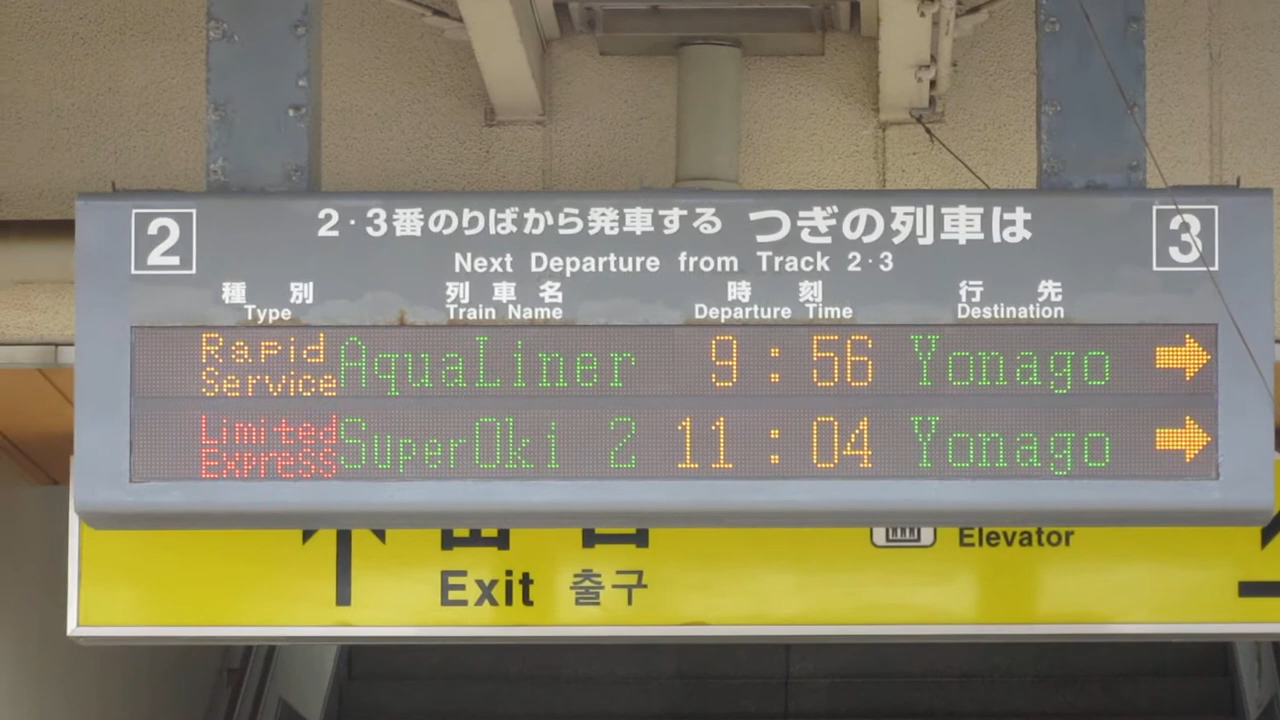 2 2・3番のりばから発車する つぎの列車は 3
Next Departure from Track 2・3
種別 列車名 時刻 行先
Type Train Name Departure Time Destination
Rapid Service AquaLiner 9:56 Yonago
Limited Express SuperOki 2 11:04 Yonago
Elevator
Exit 출구